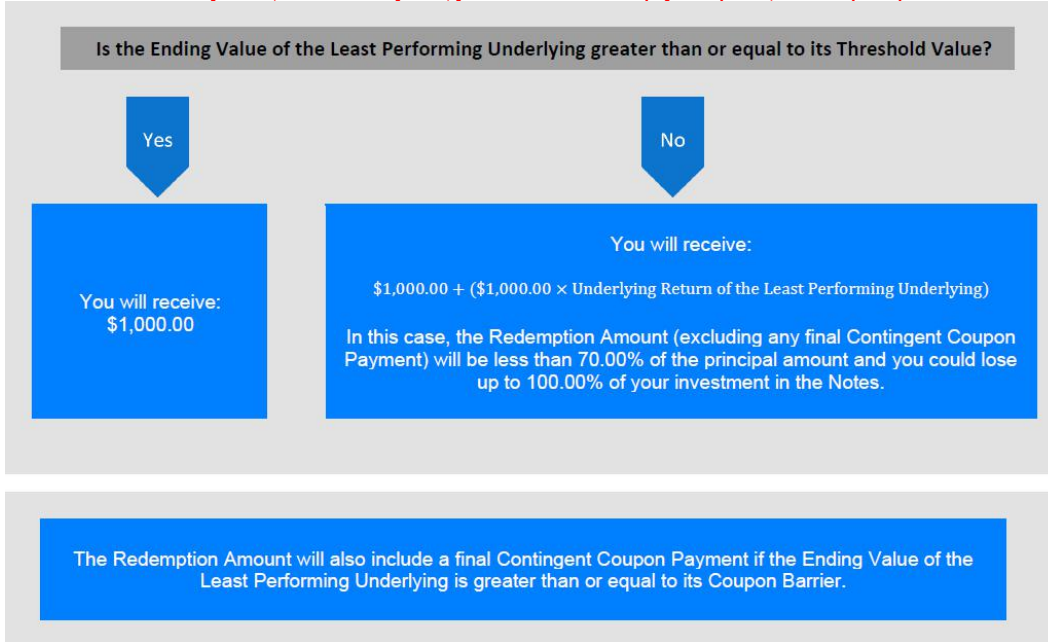 Is the Ending Value of the Least Performing Underlying greater than or equal to its Threshold Value?
Yes
No
You will receive:
$1,000.00
You will receive:
$1,000.00 + ($1,000.00 × Underlying Return of the Least Performing Underlying)
In this case, the Redemption Amount (excluding any final Contingent Coupon
Payment) will be less than 70.00% of the principal amount and you could lose
up to 100.00% of your investment in the Notes.
The Redemption Amount will also include a final Contingent Coupon Payment if the Ending Value of the
Least Performing Underlying is greater than or equal to its Coupon Barrier.